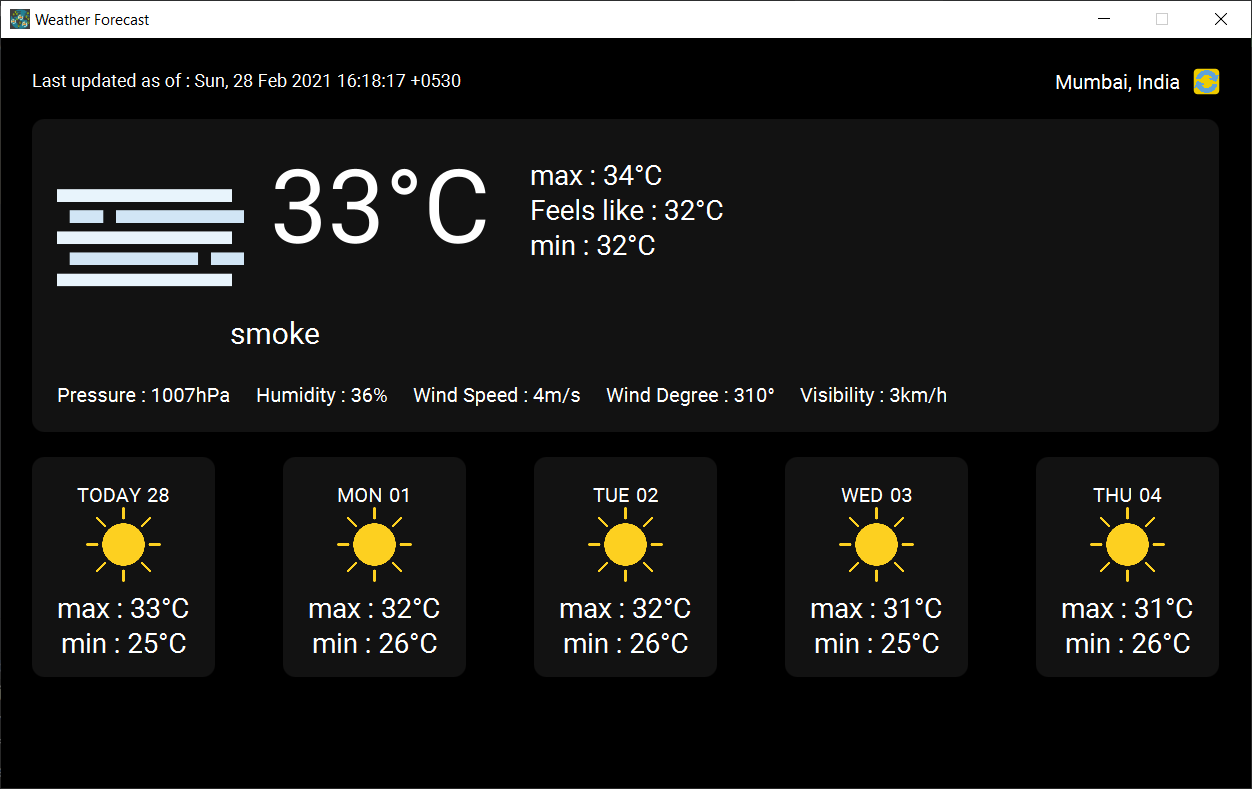 Weather Forecast
Last updated as of : Sun, 28 Feb 2021 16:18:17 +0530
Mumbai, India
33°C
max : 34°C
Feels like : 32°C
min : 32°C
smoke
Pressure : 1007hPa Humidity : 36% Wind Speed : 4m/s Wind Degree : 310° Visibility : 3km/h
TODAY 28
max : 33°C
min : 25°C
MON 01
max : 32°C
min : 26°C
TUE 02
max : 32°C
min : 26°C
WED 03
max : 31°C
min : 25°C
THU 04
max : 31°C
min : 26°C